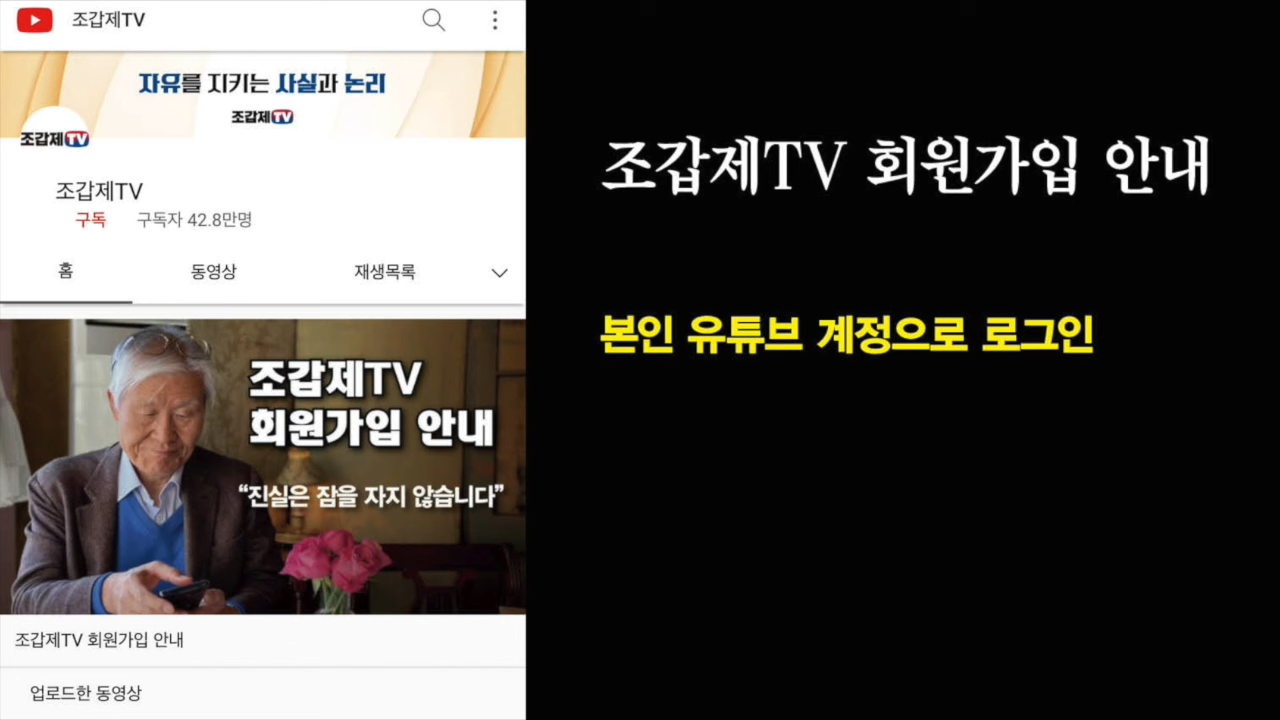 조갑제TV
자유를 지키는 사실과 논리
조갑제TV
조갑제TV
조갑제TV
구독 구독자 42.8만명
홈 동영상 재생목록
조갑제TV
회원가입 안내
“진실은 잠을 자지 않습니다”
조갑제TV 회원가입 안내
업로드한 동영상
조갑제TV 회원가입 안내
본인 유튜브 계정으로 로그인